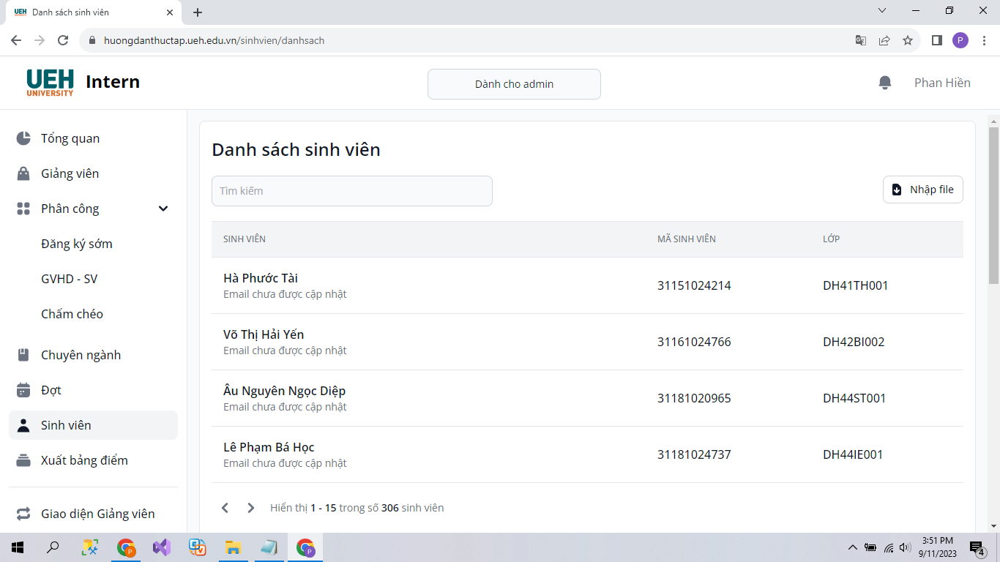 UEH Danh sách sinh viên
huongdanthuctap.ueh.edu.vn/sinhvien/danhsach
P
UEH
UNIVERSITY
Intern
Dành cho admin
Phan Hiền
Tổng quan
Giảng viên
Phân công
Đăng ký sớm
GVHD - SV
Chấm chéo
Chuyên ngành
Đợt
Sinh viên
Xuất bảng điểm
Giao diện Giảng viên
Danh sách sinh viên
Tìm kiếm
Nhập file
SINH VIÊN MÃ SINH VIÊN LỚP
Hà Phước Tài 31151024214 DH41TH001
Email chưa được cập nhật
Võ Thị Hải Yến 31161024766 DH42BI002
Email chưa được cập nhật
Âu Nguyên Ngọc Diệp 31181020965 DH44ST001
Email chưa được cập nhật
Lê Phạm Bá Học 31181024737 DH44IE001
Email chưa được cập nhật
Hiển thị 1 - 15 trong số 306 sinh viên
P
P
3:51 PM
9/11/2023
4